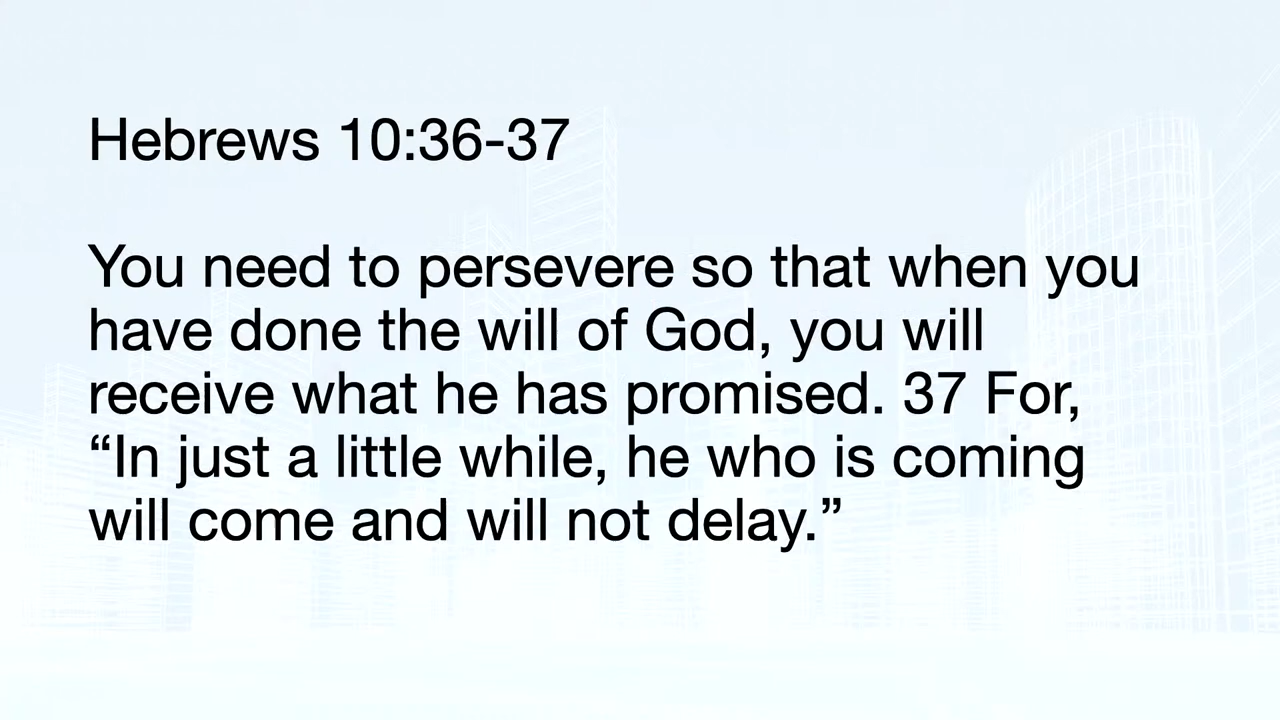 Hebrews 10:36-37
You need to persevere so that when you
have done the will of God, you will
receive what he has promised. 37 For,
“In just a little while, he who is coming
will come and will not delay.”